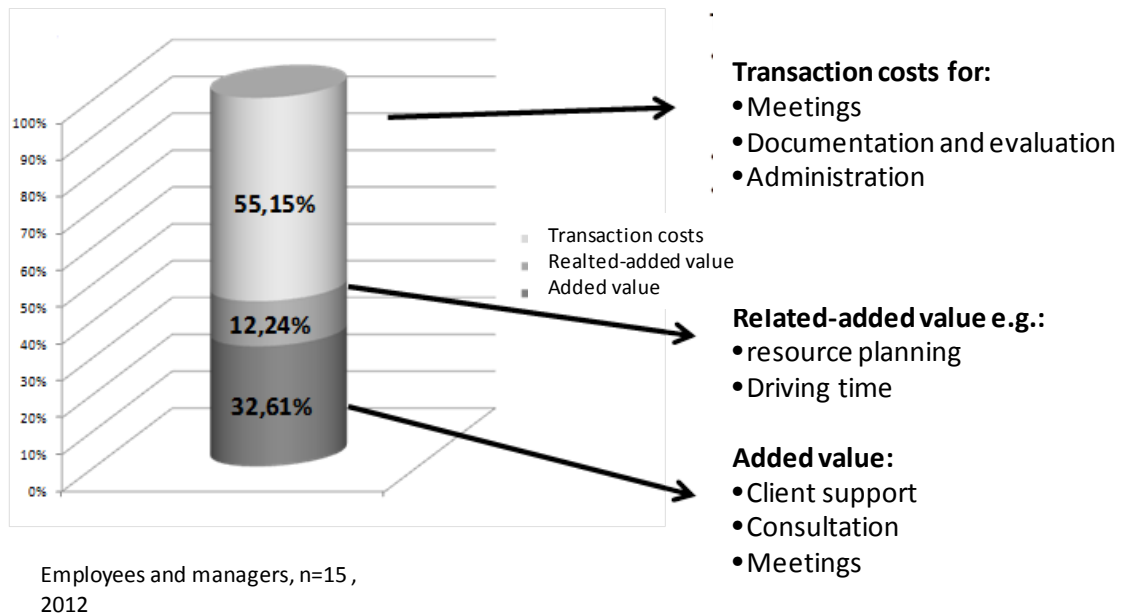 100%
90%
80%
70%
60%
50%
40%
30%
20%
10%
0%
55,15%
12,24%
32,61%
Transaction costs
Realted-added value
Added value
Transaction costs for:
•Meetings
•Documentation and evaluation
•Administration
Related-added value e.g.:
•resource planning
•Driving time
Added value:
•Client support
•Consultation
•Meetings
Employees and managers, n=15 ,
2012